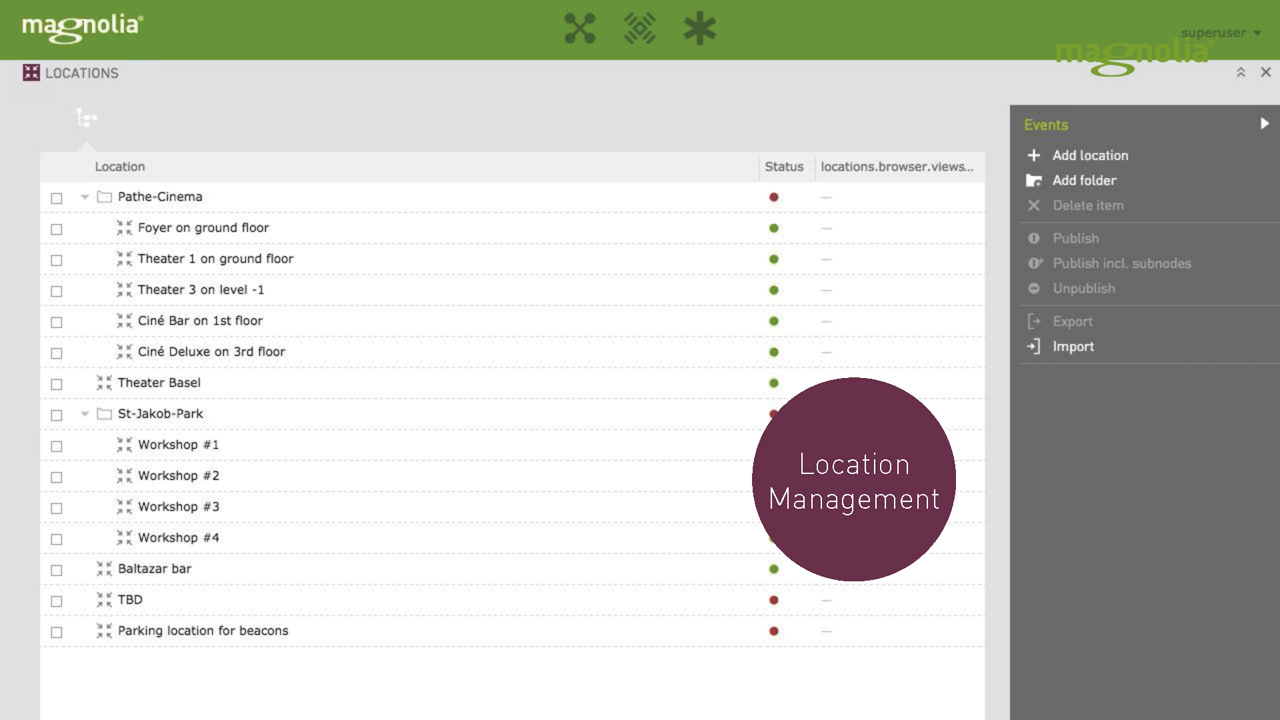 magnolia®
superuser
magnolia®
LOCATIONS
Events
Add location
Add folder
Delete item
Publish
Publish incl. subnodes
Unpublish
Export
Import
Location Status locations.browser.views...
Pathe-Cinema
Foyer on ground floor
Theater 1 on ground floor
Theater 3 on level -1
Ciné Bar on 1st floor
Ciné Deluxe on 3rd floor
Theater Basel
St-Jakob-Park
Workshop #1
Workshop #2
Workshop #3
Workshop #4
Baltazar bar
TBD
Parking location for beacons
Location
Management